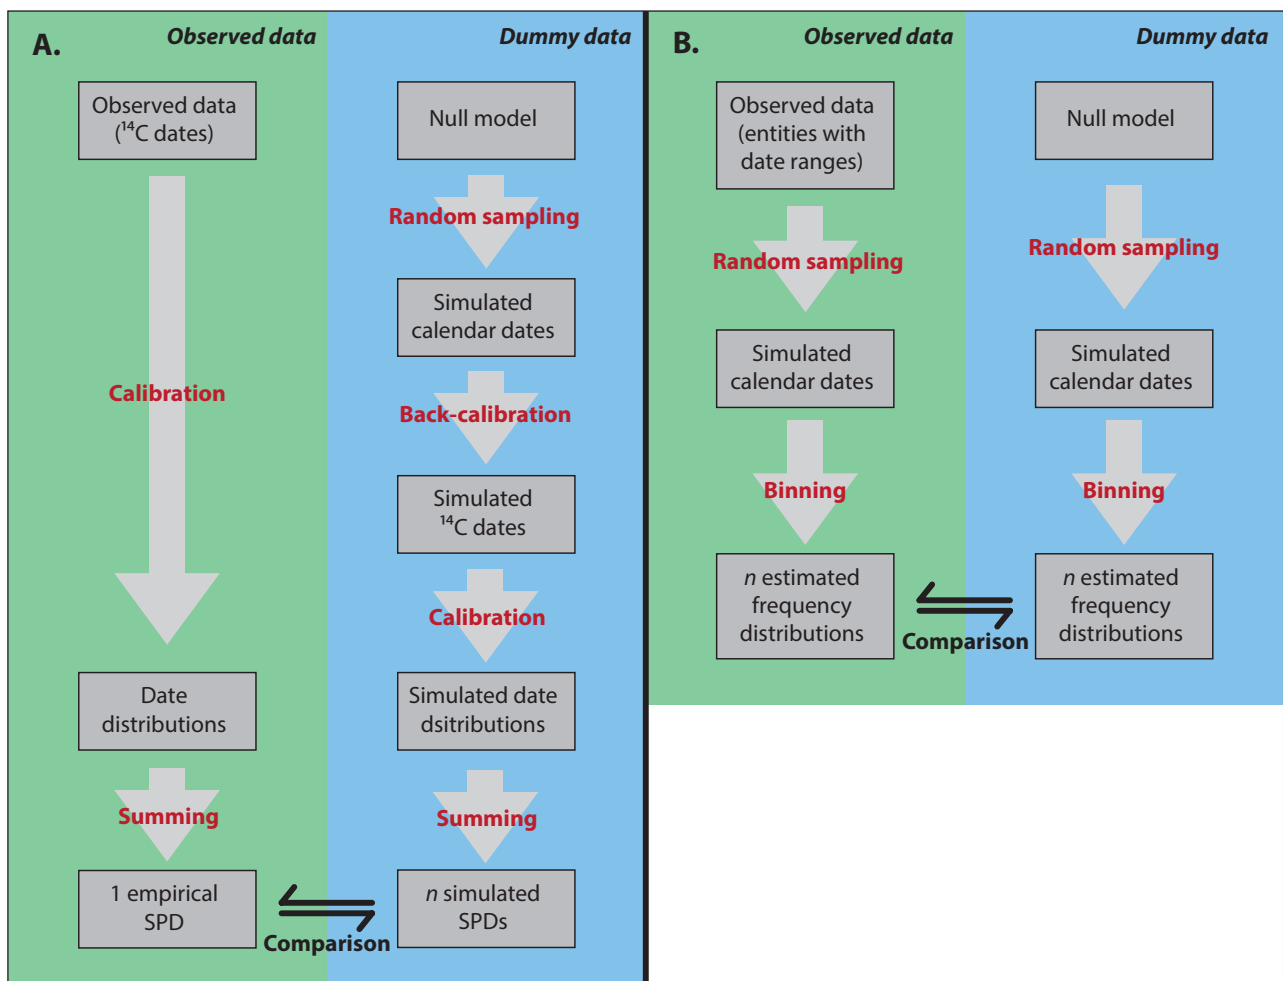 A.
Observed data
Dummy data
Observed data
(¹⁴C dates)
Null model
Random sampling
Simulated
calendar dates
Calibration
Back-calibration
Simulated
¹⁴C dates
Calibration
Date
distributions
Simulated date
dsitributions
Summing
Summing
1 empirical
SPD
n simulated
SPDs
Comparison
B.
Observed data
Dummy data
Observed data
(entities with
date ranges)
Null model
Random sampling
Random sampling
Simulated
calendar dates
Simulated
calendar dates
Binning
Binning
n estimated
frequency
distributions
n estimated
frequency
distributions
Comparison